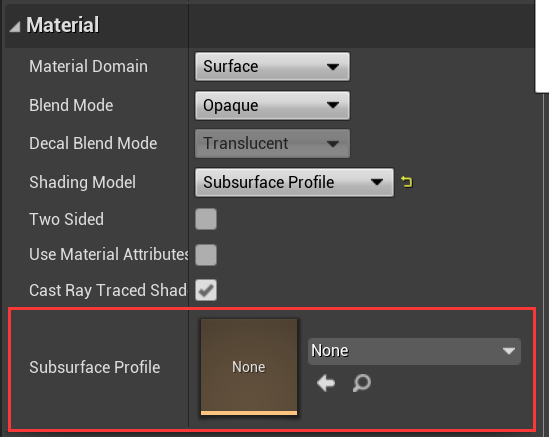 Material
Material Domain Surface
Blend Mode Opaque
Decal Blend Mode Translucent
Shading Model Subsurface Profile
Two Sided
Use Material Attributes
Cast Ray Traced Shad
Subsurface Profile None None